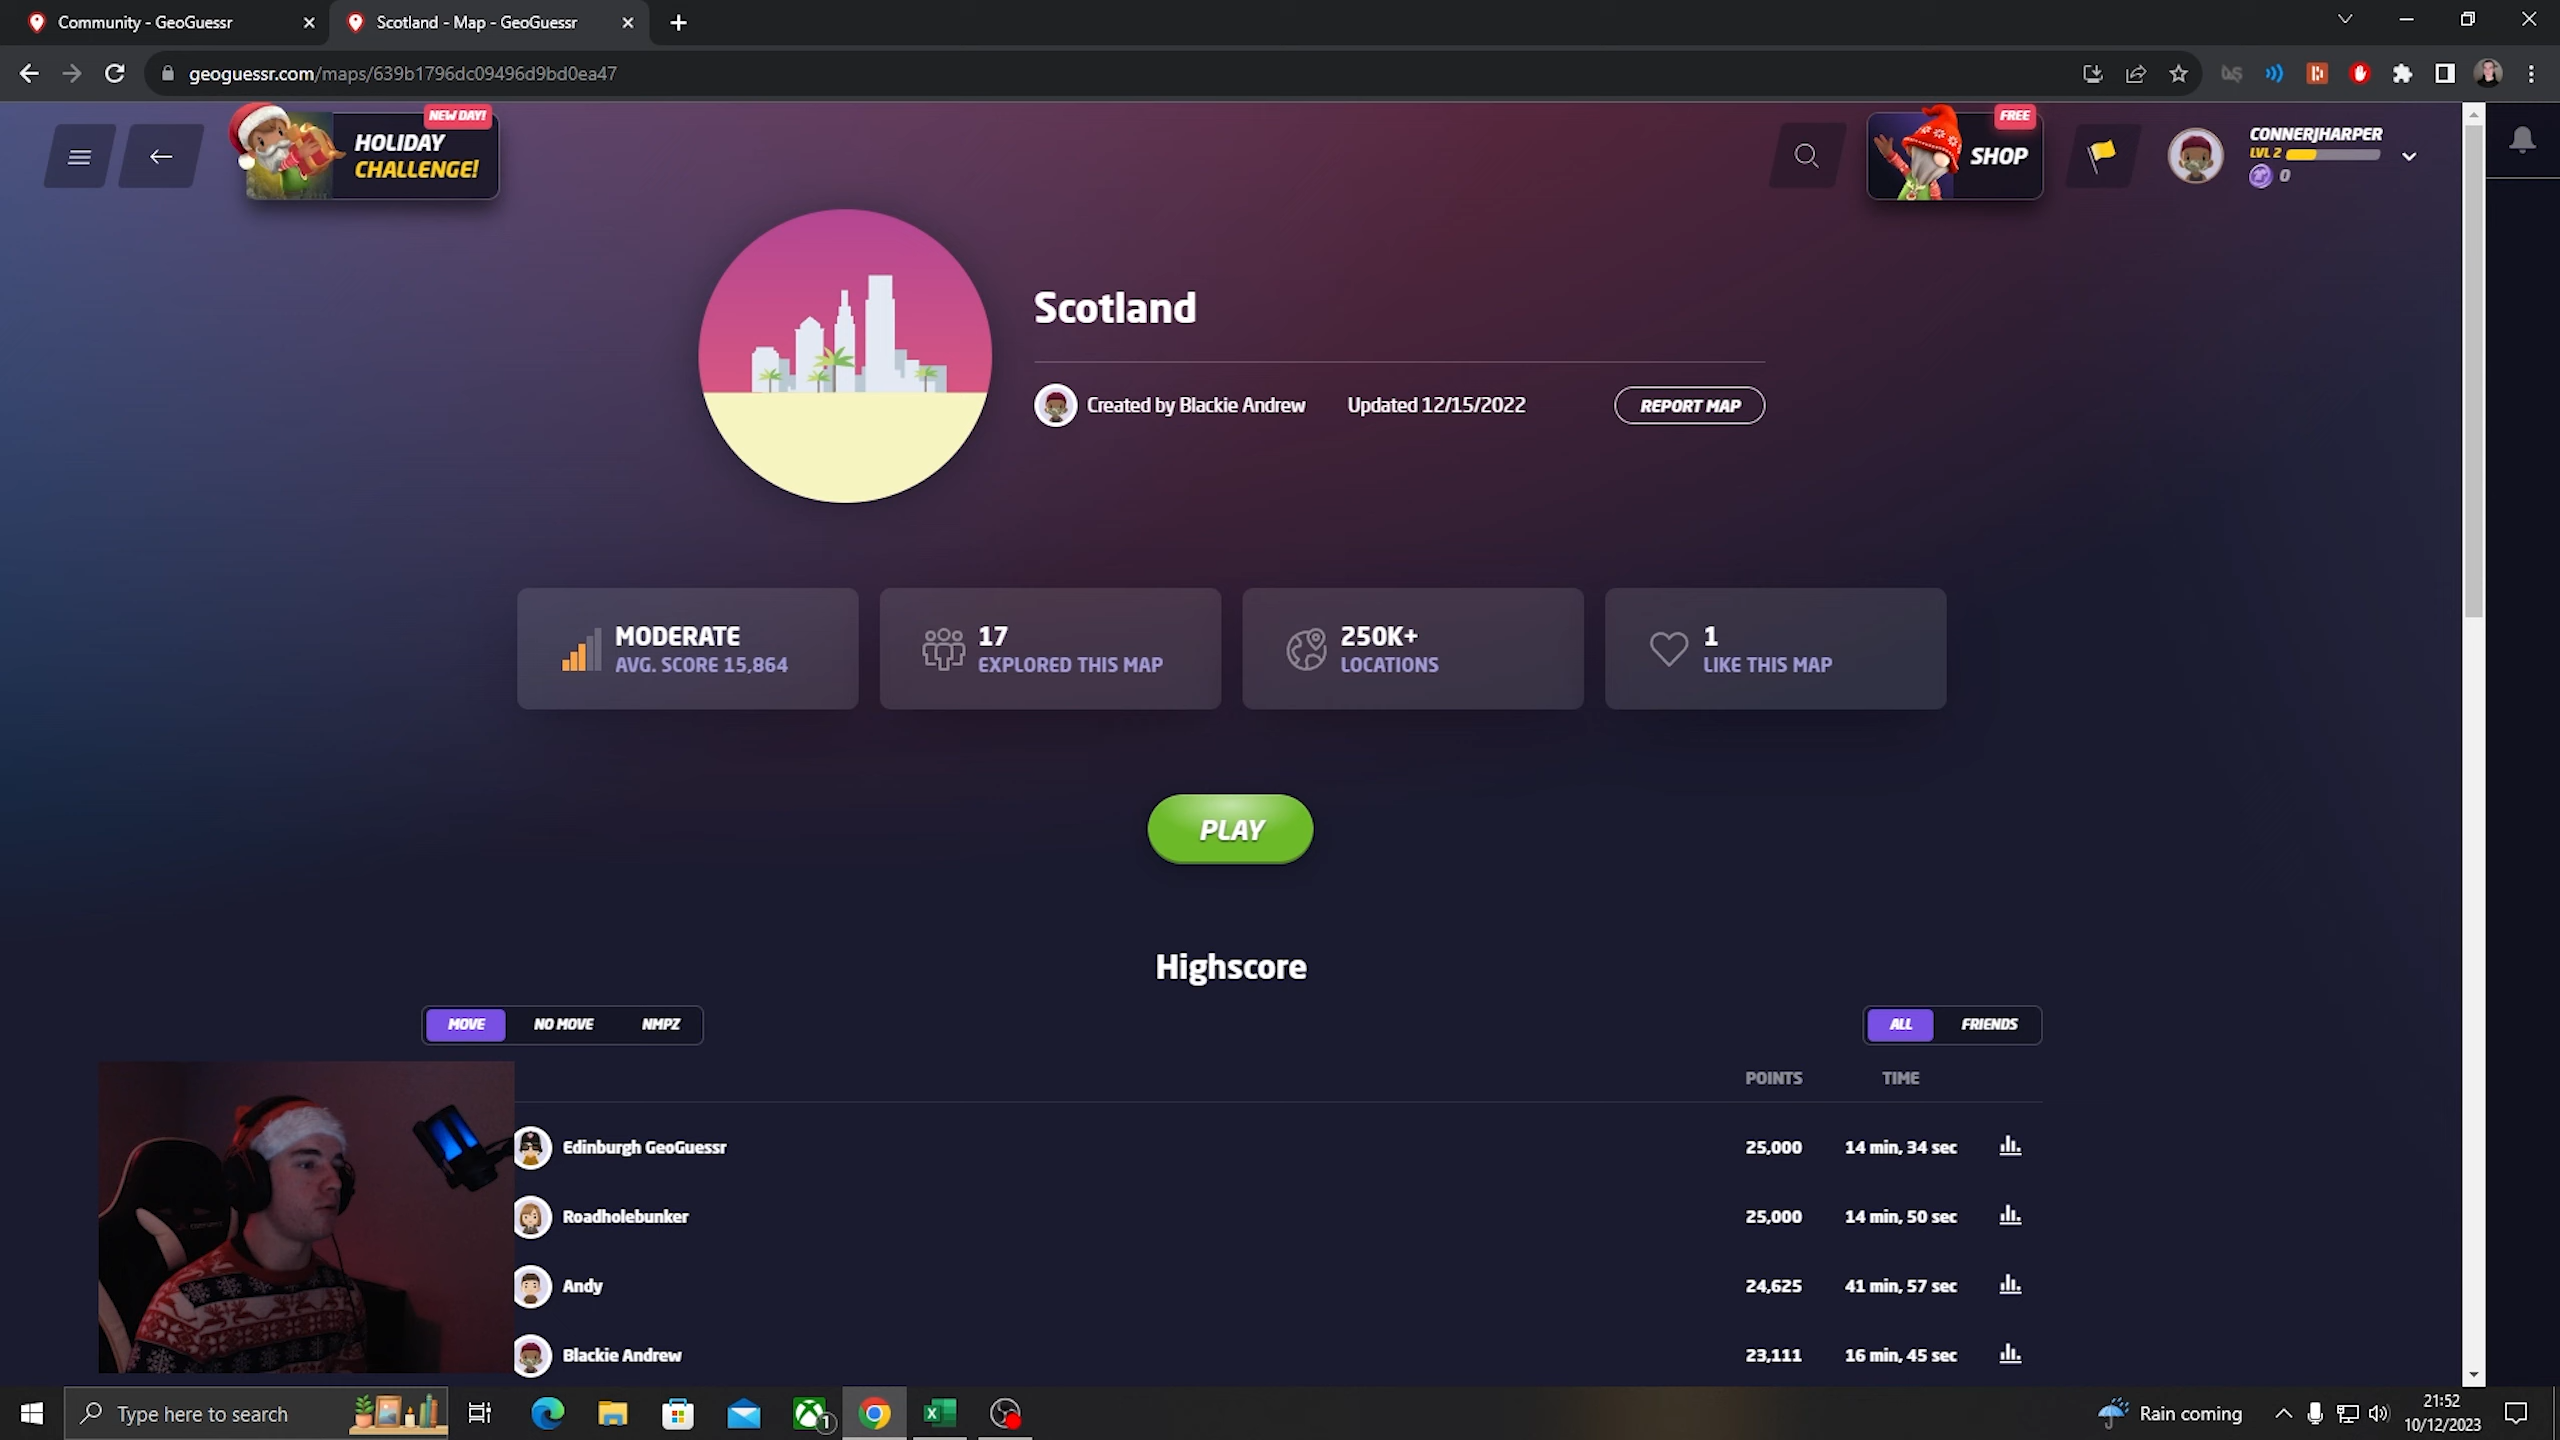 Community - GeoGuessr
Scotland - Map - GeoGuessr
geoguessr.com/maps/639b1796dc09496d9bd0ea47
NEW DAY!
HOLIDAY
CHALLENGE!
FREE
SHOP
CONNERJHARPER
LVL 2
0
Scotland
Created by Blackie Andrew
Updated 12/15/2022
REPORT MAP
MODERATE
AVG. SCORE 15,864
17
EXPLORED THIS MAP
250K+
LOCATIONS
1
LIKE THIS MAP
PLAY
Highscore
MOVE
NO MOVE
NMPZ
ALL
FRIENDS
POINTS
TIME
Edinburgh GeoGuessr
25,000
14 min, 34 sec
Roadholebunker
25,000
14 min, 50 sec
Andy
24,625
41 min, 57 sec
Blackie Andrew
23,111
16 min, 45 sec
Type here to search
1
Rain coming
21:52
10/12/2023